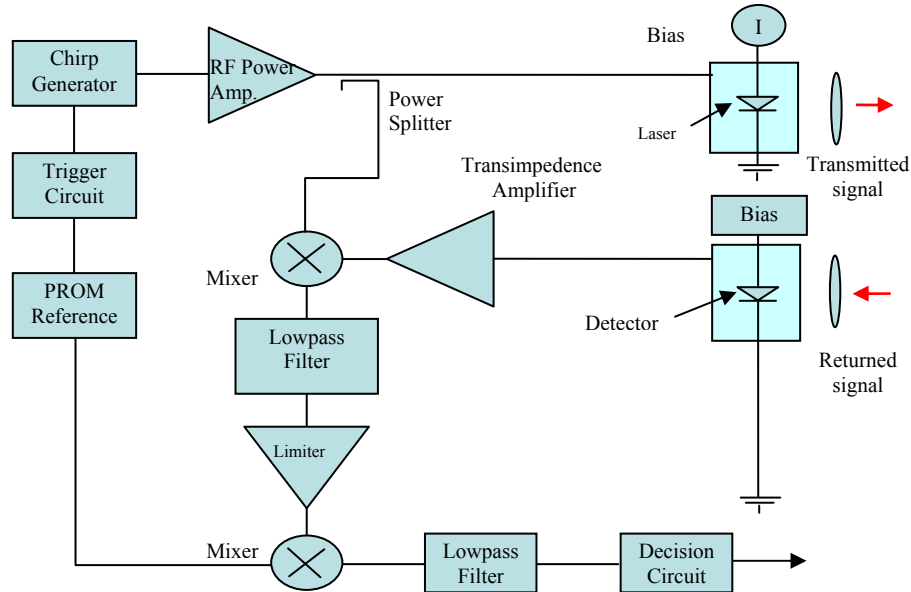 Chirp
Generator
RF Power
Amp.
Bias
I
Power
Splitter
Laser
Transmitted
signal
Trigger
Circuit
Transimpedence
Amplifier
Bias
PROM
Reference
Mixer
Detector
Lowpass
Filter
Returned
signal
Limiter
Mixer
Lowpass
Filter
Decision
Circuit